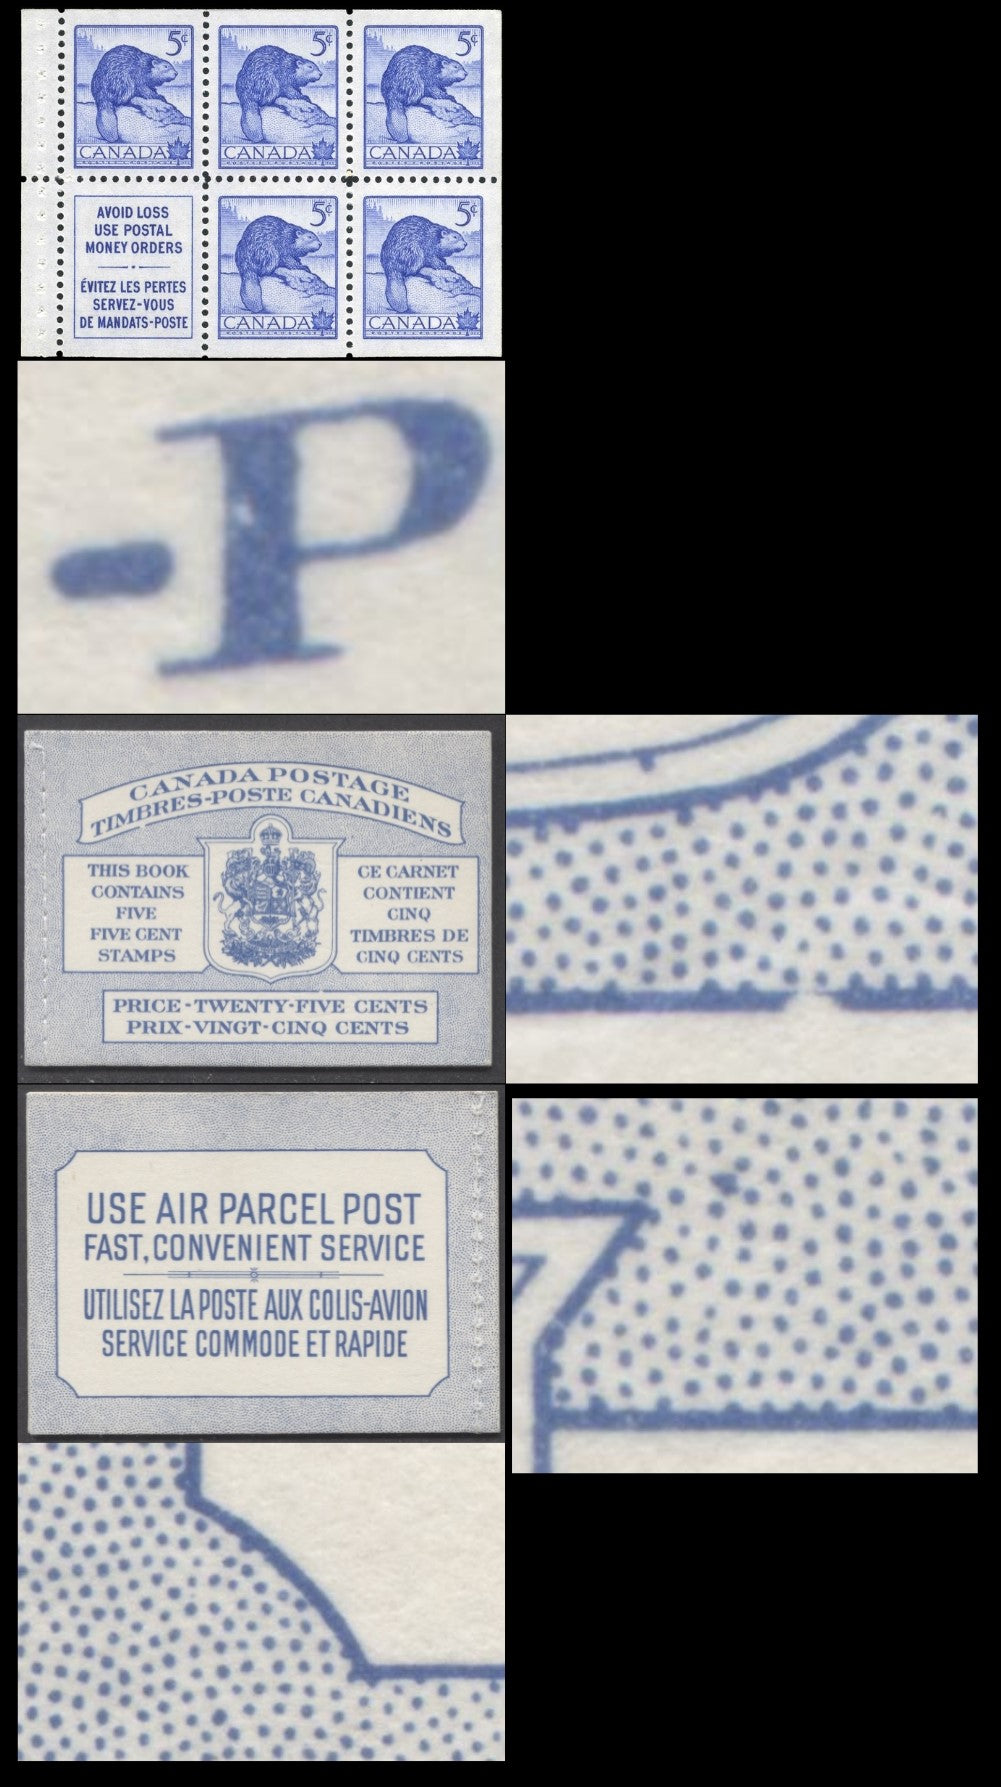 5¢ 5¢ 5¢
CANADA CANADA CANADA
AVOID LOSS
USE POSTAL
MONEY ORDERS
ÉVITEZ LES PERTES
SERVEZ-VOUS
DE MANDATS-POSTE
5¢ 5¢
CANADA CANADA
-P
CANADA POSTAGE
TIMBRES-POSTE CANADIENS
THIS BOOK
CONTAINS
FIVE
FIVE CENT
STAMPS
CE CARNET
CONTIENT
CINQ
TIMBRES DE
CINQ CENTS
PRICE-TWENTY-FIVE CENTS
PRIX-VINGT-CINQ CENTS
USE AIR PARCEL POST
FAST, CONVENIENT SERVICE
UTILISEZ LA POSTE AUX COLIS-AVION
SERVICE COMMODE ET RAPIDE